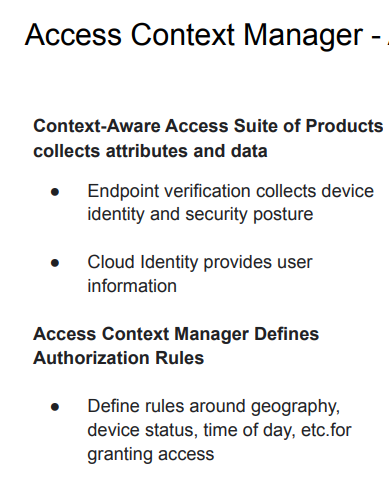 Access Context Manager -
Context-Aware Access Suite of Products
collects attributes and data
● Endpoint verification collects device
identity and security posture
● Cloud Identity provides user
information
Access Context Manager Defines
Authorization Rules
● Define rules around geography,
device status, time of day, etc.for
granting access